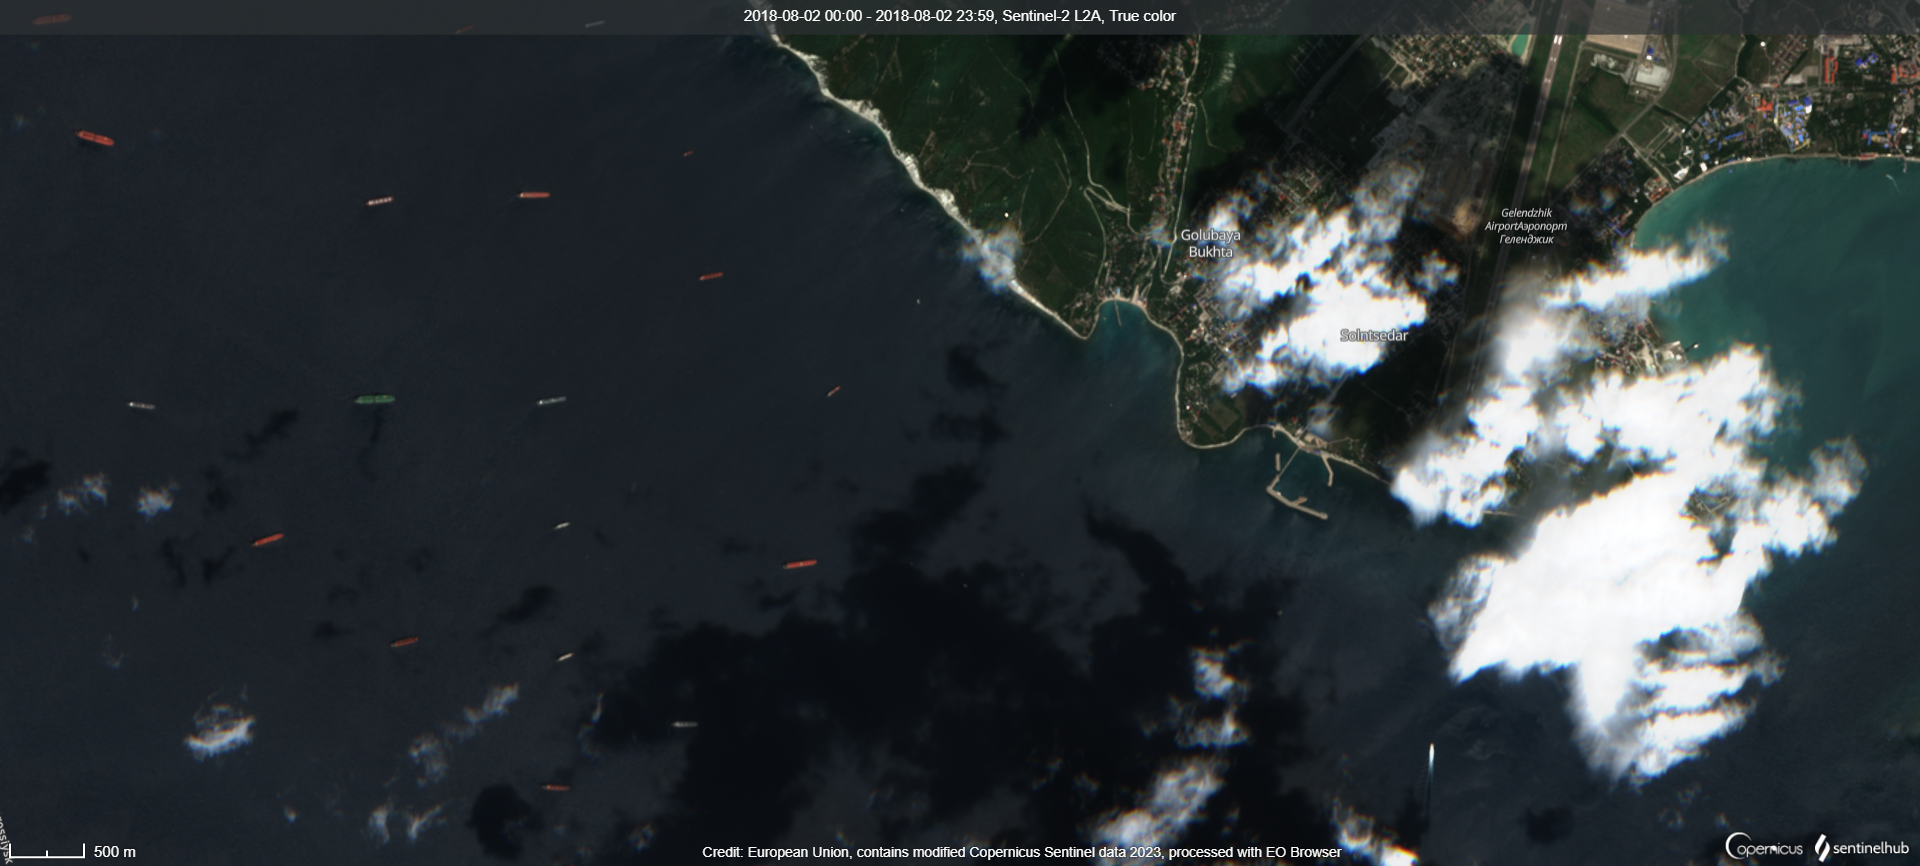 2018-08-02 00:00 - 2018-08-02 23:59, Sentinel-2 L2A, True color
Gelendzhik
AirportАэропорт
Геленджик
Golubaya
Bukhta
Solntsedar
500 m
Credit: European Union, contains modified Copernicus Sentinel data 2023, processed with EO Browser
Copernicus
sentinelhub